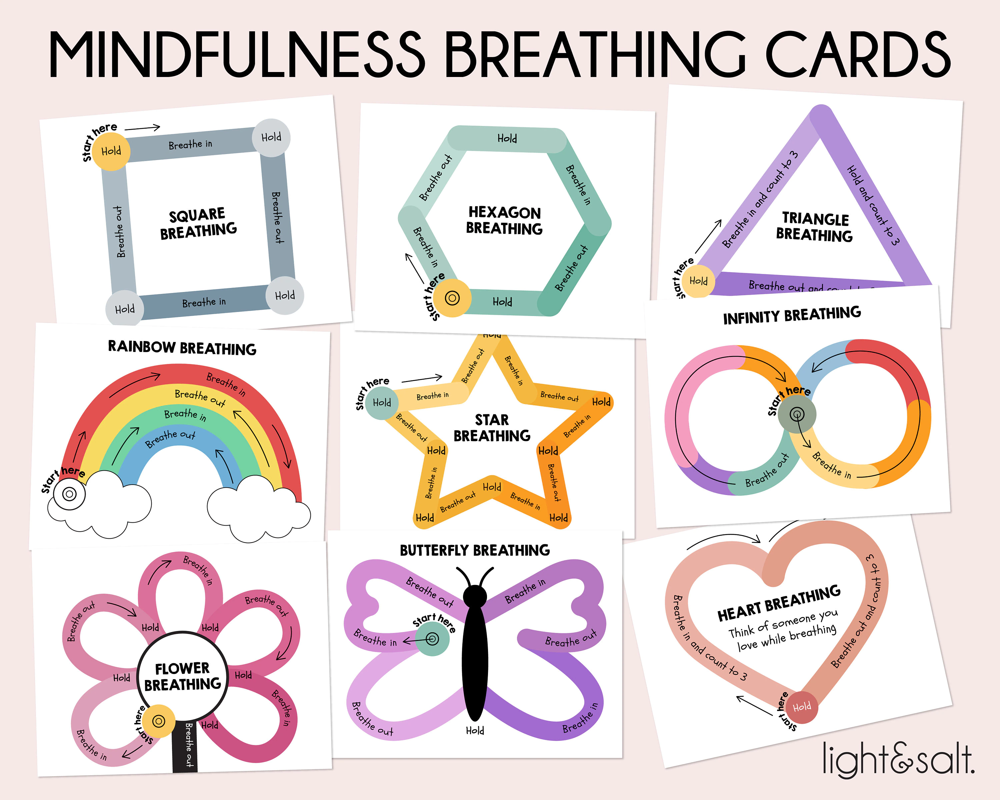 MINDFULNESS BREATHING CARDS
Start here
Hold
Breathe in
Hold
Breathe out
Hold
Breathe in
Hold
Breathe out
SQUARE
BREATHING
Hold
Breathe in
Breathe out
Hold
Start here
Breathe in
Breathe out
HEXAGON
BREATHING
Start here
Hold
Breathe in and count to 3
Hold and count to 3
Breathe out and
TRIANGLE
BREATHING
RAINBOW BREATHING
Start here
Breathe in
Breathe out
Breathe in
Breathe out
Start here
Hold
Breathe in
Breathe out
Hold
Breathe in
Breathe out
Hold
Breathe in
Hold
Breathe out
Hold
Breathe in
Hold
Breathe out
Hold
Breathe in
Hold
Breathe out
STAR
BREATHING
INFINITY BREATHING
Start here
Breathe in
Breathe out
Start here
Breathe in
Hold
Breathe out
Hold
Breathe in
Hold
Breathe out
Hold
Breathe in
Hold
Breathe out
FLOWER
BREATHING
BUTTERFLY BREATHING
Start here
Breathe in
Breathe out
Breathe in
Breathe out
Breathe in
Breathe out
Hold
HEART BREATHING
Think of someone you
love while breathing
Start here
Hold
Breathe in and count to 3
Breathe out and count to 3
light&salt.